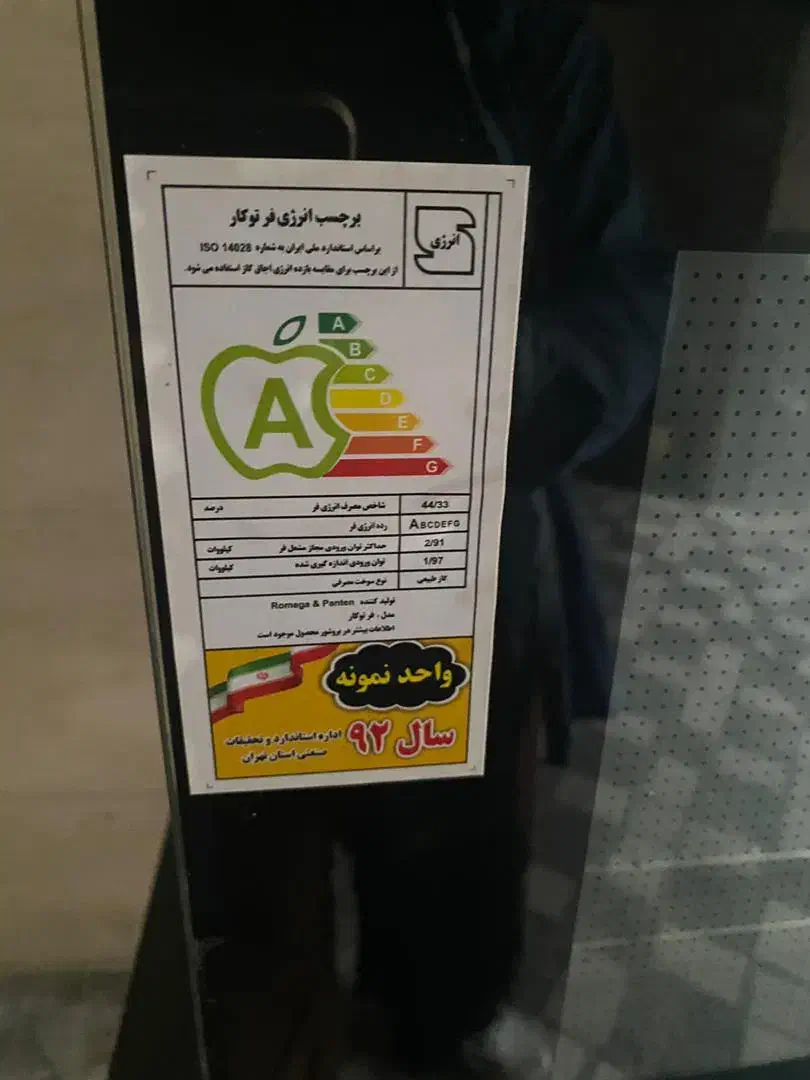 انرژی
برچسب انرژی فر توکار
براساس استاندارد ملی ایران به شماره ISO 14028
از این برچسب برای مقایسه بازده انرژی اجاق گاز استفاده می شود.
A
A
B
C
D
E
F
G
44/33 شاخص مصرف انرژی فر درصد
ABCDEFG رده انرژی فر
2/91 حداکثر توان ورودی مجاز مشعل فر کیلووات
1/97 توان ورودی اندازه گیری شده کیلووات
گاز طبیعی نوع سوخت مصرفی
تولید کننده Romega & Panten
مدل ، فر توکار
اطلاعات بیشتر در بروشور محصول موجود است
واحد نمونه
سال ۹۲
اداره استاندارد و تحقیقات
صنعتی استان تهران